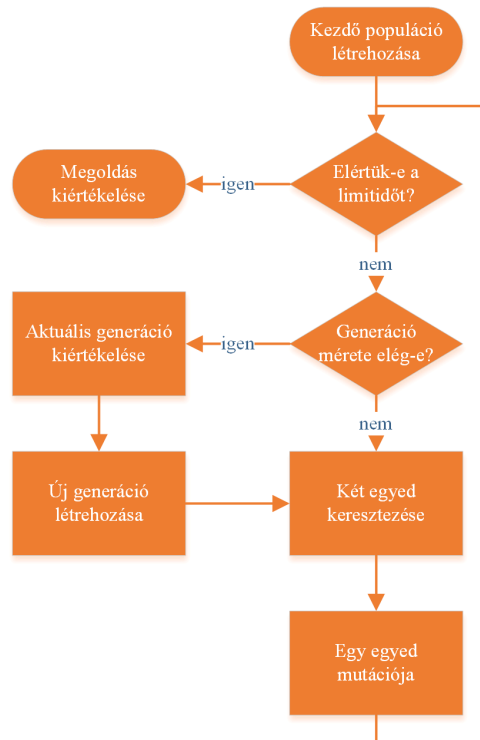 Kezdő populáció
létrehozása
Elértük-e a
limitidőt?
igen
Megoldás
kiértékelése
nem
Generáció
mérete elég-e?
igen
Aktuális generáció
kiértékelése
nem
Új generáció
létrehozása
Két egyed
keresztezése
Egy egyed
mutációja